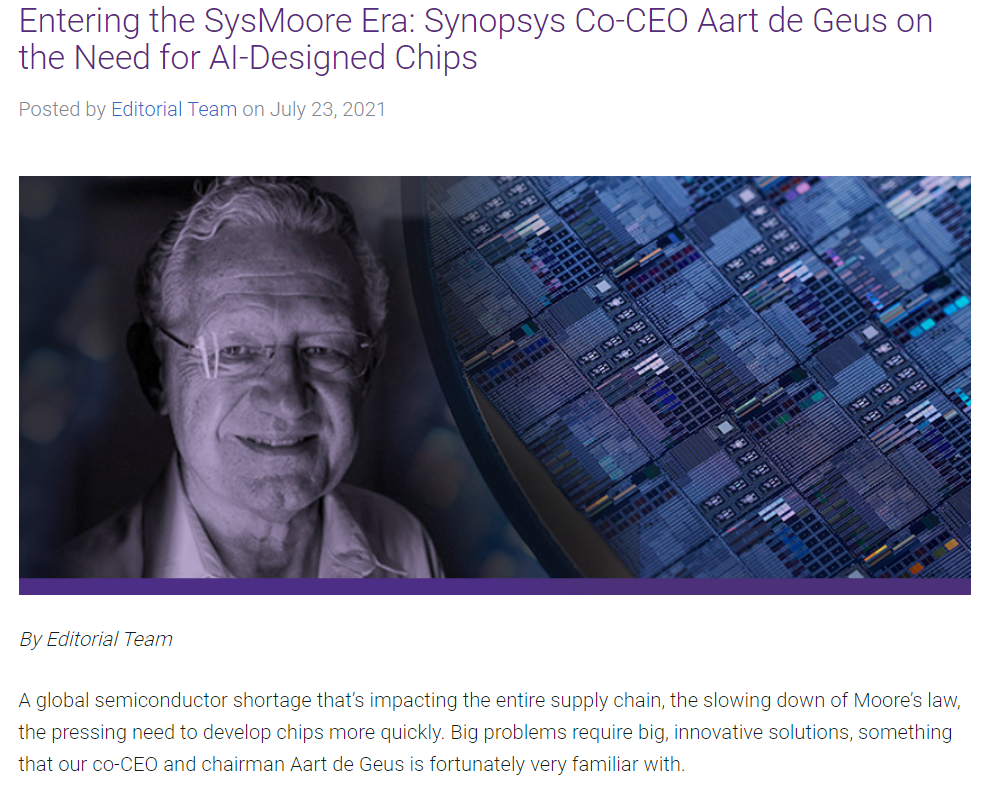 Entering the SysMoore Era: Synopsys Co-CEO Aart de Geus on
the Need for AI-Designed Chips
Posted by Editorial Team on July 23, 2021
By Editorial Team
A global semiconductor shortage that’s impacting the entire supply chain, the slowing down of Moore’s law,
the pressing need to develop chips more quickly. Big problems require big, innovative solutions, something
that our co-CEO and chairman Aart de Geus is fortunately very familiar with.